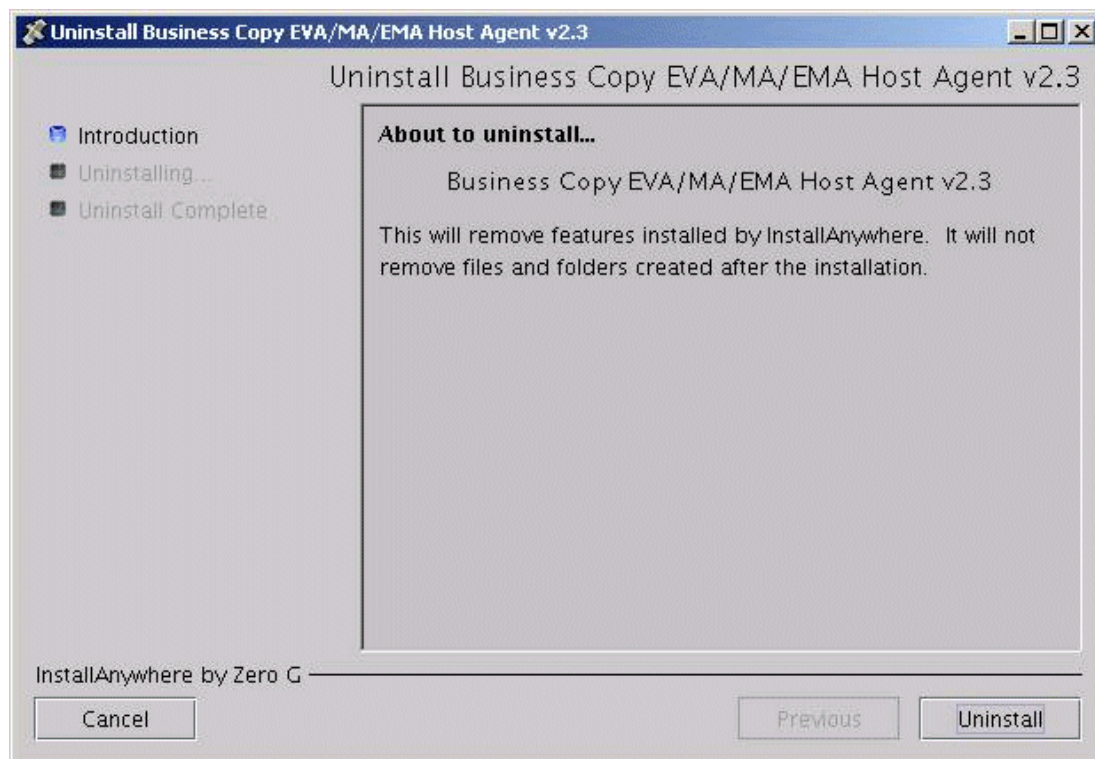 Uninstall Business Copy EVA/MA/EMA Host Agent v2.3
Uninstall Business Copy EVA/MA/EMA Host Agent v2.3
Introduction
Uninstalling...
Uninstall Complete
About to uninstall...
Business Copy EVA/MA/EMA Host Agent v2.3
This will remove features installed by InstallAnywhere.  It will not
remove files and folders created after the installation.
InstallAnywhere by Zero G
Cancel
Previous
Uninstall